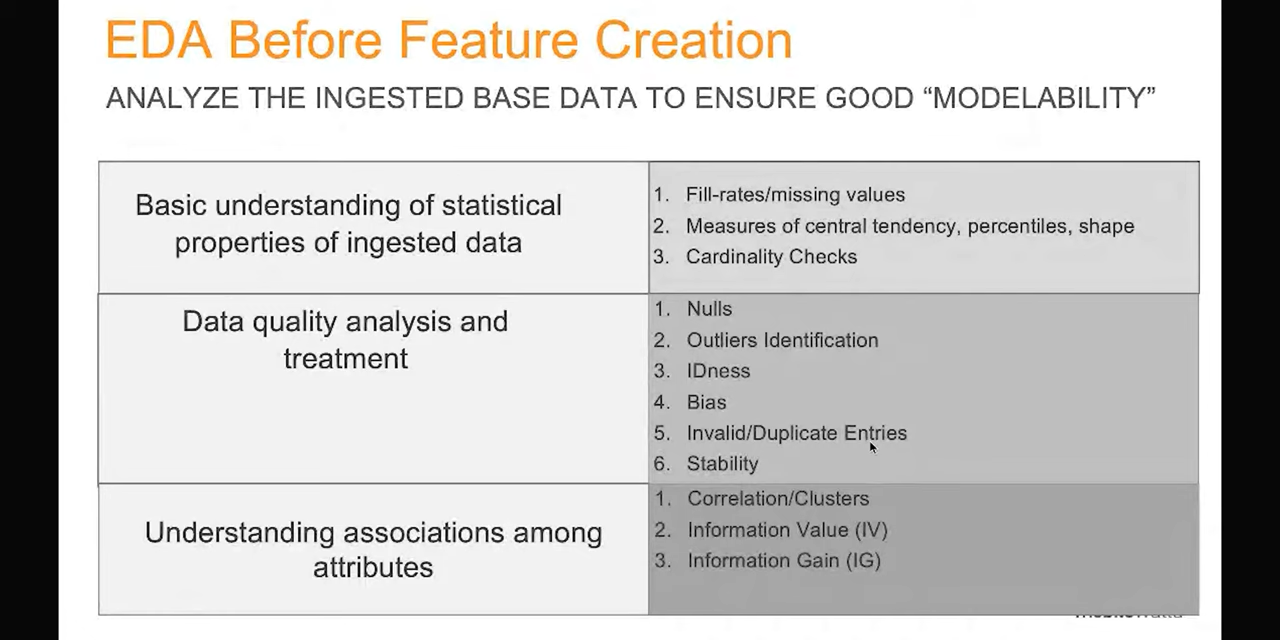 EDA Before Feature Creation
ANALYZE THE INGESTED BASE DATA TO ENSURE GOOD “MODELABILITY”
Basic understanding of statistical
properties of ingested data
1. Fill-rates/missing values
2. Measures of central tendency, percentiles, shape
3. Cardinality Checks
Data quality analysis and
treatment
1. Nulls
2. Outliers Identification
3. IDness
4. Bias
5. Invalid/Duplicate Entries
6. Stability
Understanding associations among
attributes
1. Correlation/Clusters
2. Information Value (IV)
3. Information Gain (IG)